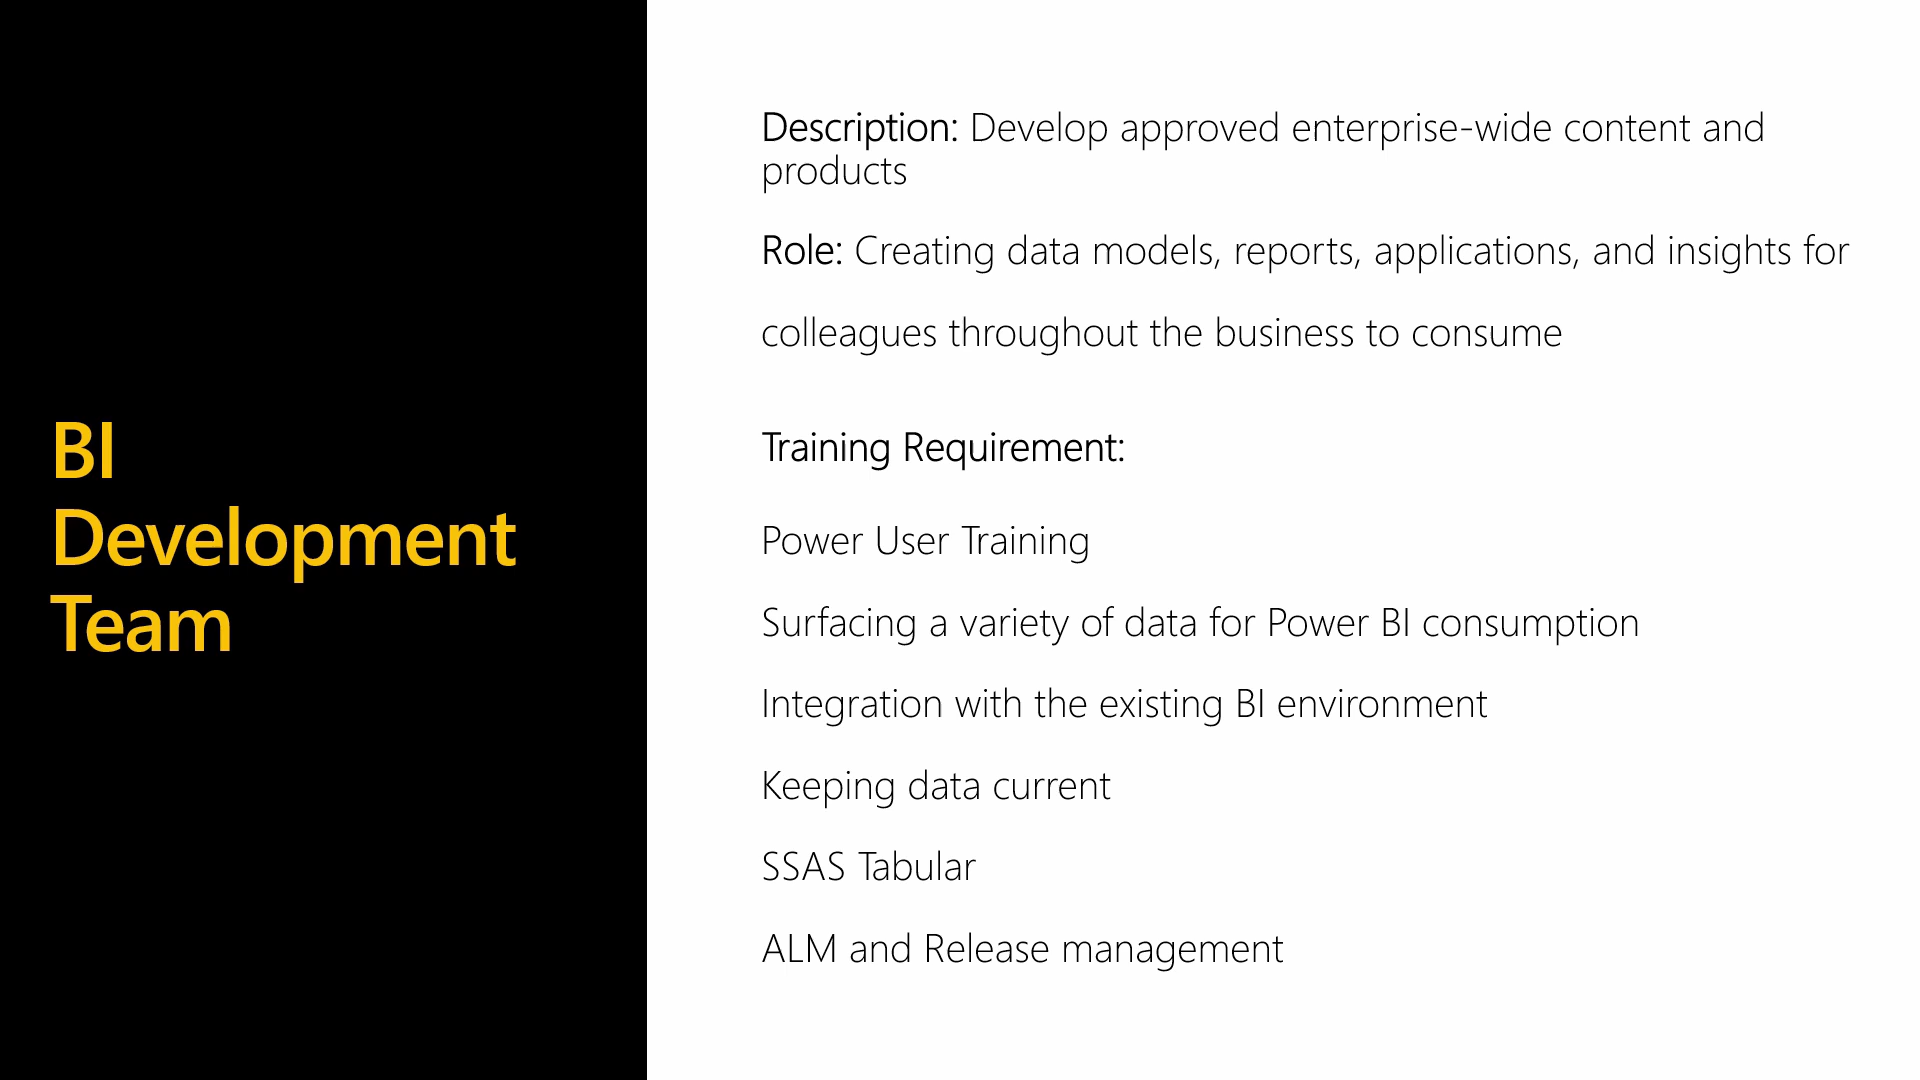 BI
Development
Team
Description: Develop approved enterprise-wide content and
products
Role: Creating data models, reports, applications, and insights for
colleagues throughout the business to consume
Training Requirement:
Power User Training
Surfacing a variety of data for Power BI consumption
Integration with the existing BI environment
Keeping data current
SSAS Tabular
ALM and Release management